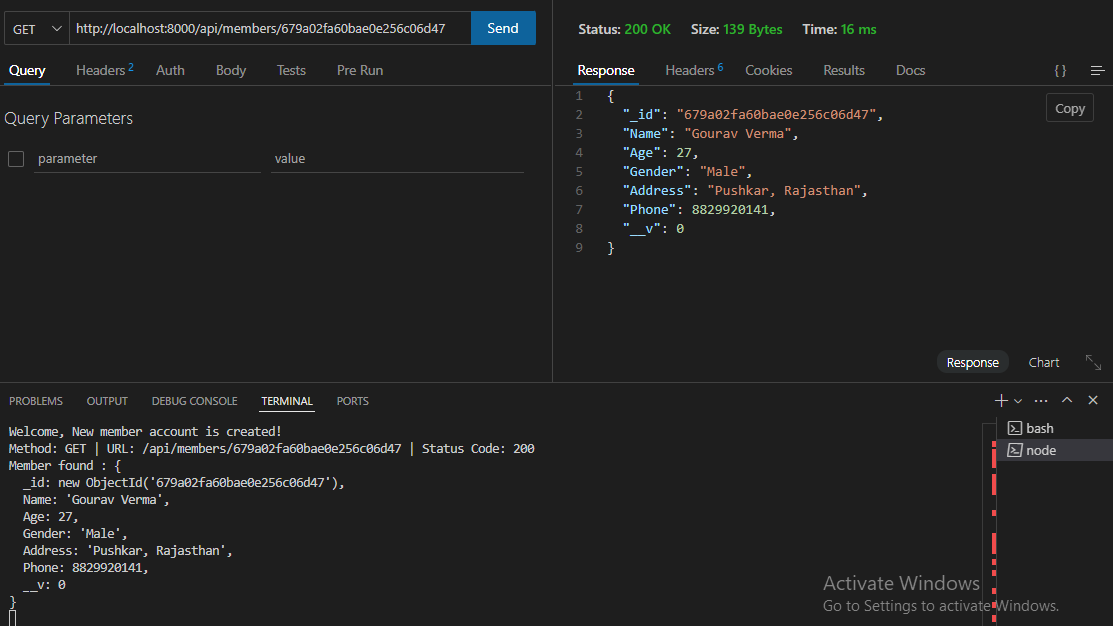 GET http://localhost:8000/api/members/679a02fa60bae0e256c06d47 Send
Query Headers 2 Auth Body Tests Pre Run
Query Parameters
parameter value
Status: 200 OK Size: 139 Bytes Time: 16 ms
Response Headers 6 Cookies Results Docs { }
Copy
1 {
2 "_id": "679a02fa60bae0e256c06d47",
3 "Name": "Gourav Verma",
4 "Age": 27,
5 "Gender": "Male",
6 "Address": "Pushkar, Rajasthan",
7 "Phone": 8829920141,
8 "__v": 0
9 }
Response Chart
PROBLEMS OUTPUT DEBUG CONSOLE TERMINAL PORTS
Welcome, New member account is created!
Method: GET | URL: /api/members/679a02fa60bae0e256c06d47 | Status Code: 200
Member found : {
_id: new ObjectId('679a02fa60bae0e256c06d47'),
Name: 'Gourav Verma',
Age: 27,
Gender: 'Male',
Address: 'Pushkar, Rajasthan',
Phone: 8829920141,
__v: 0
}
bash
node
Activate Windows
Go to Settings to activate Windows.